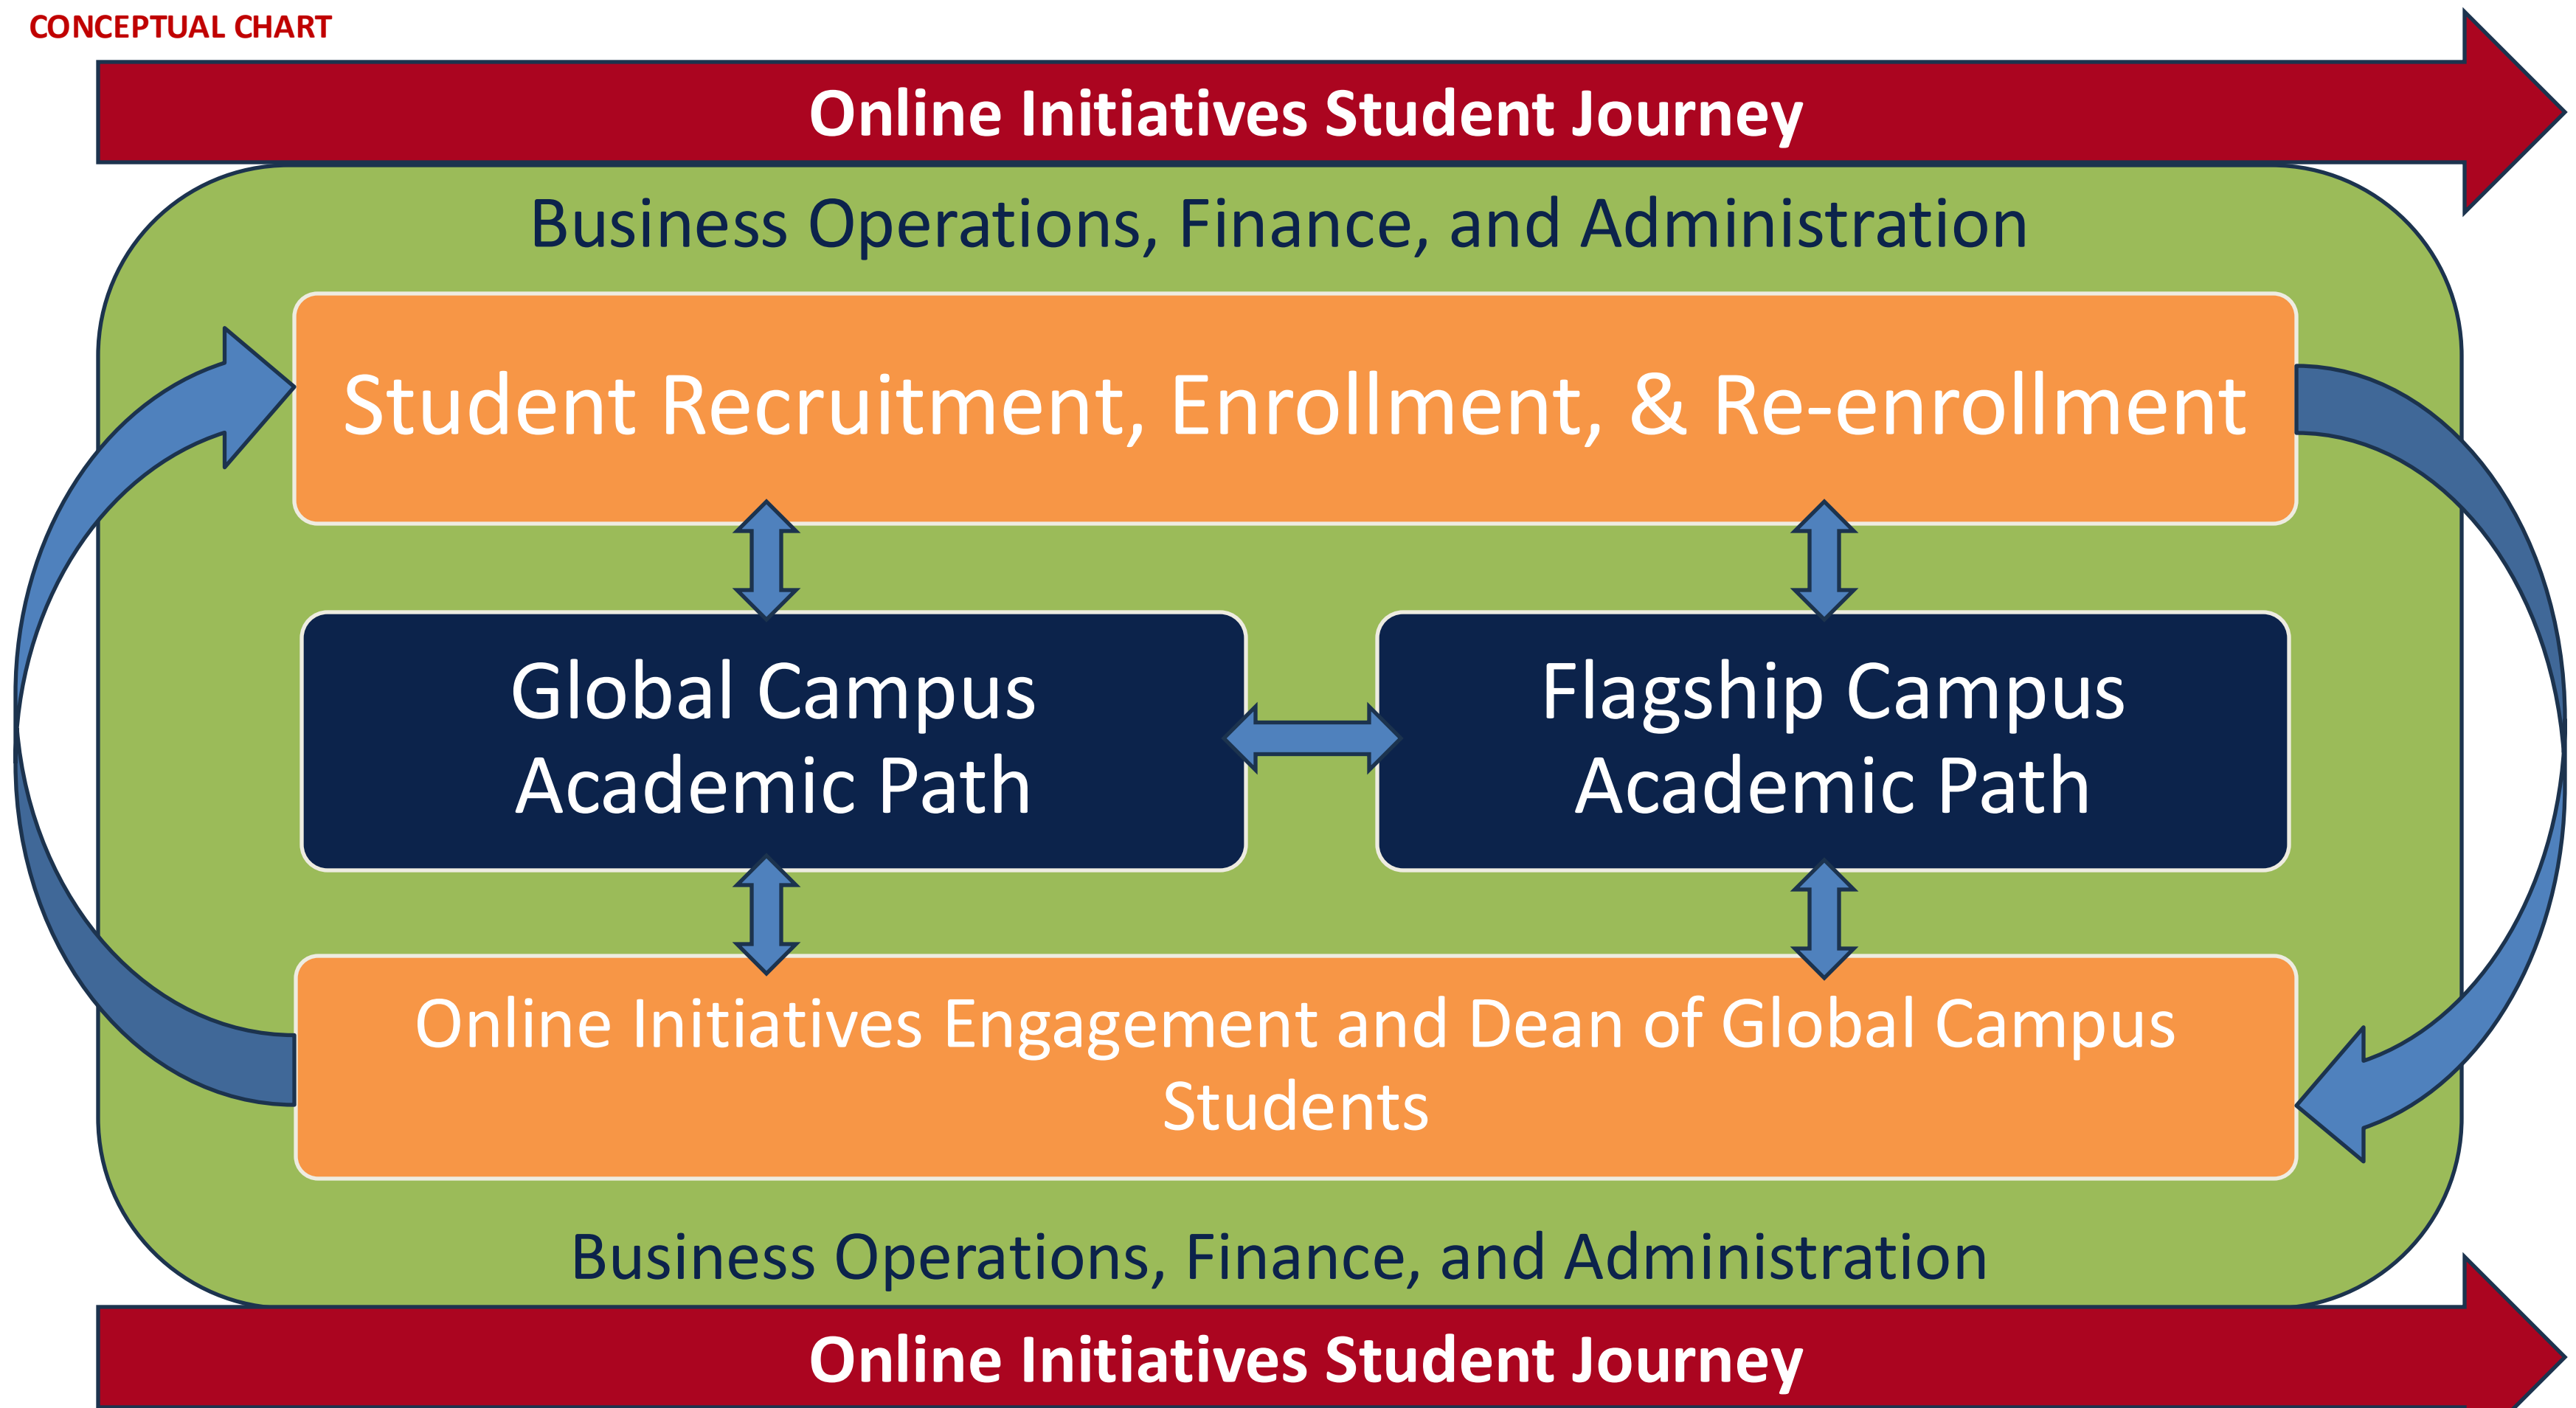 CONCEPTUAL CHART
Online Initiatives Student Journey
Business Operations, Finance, and Administration
Student Recruitment, Enrollment, & Re-enrollment
Global Campus
Academic Path
Flagship Campus
Academic Path
Online Initiatives Engagement and Dean of Global Campus
Students
Business Operations, Finance, and Administration
Online Initiatives Student Journey